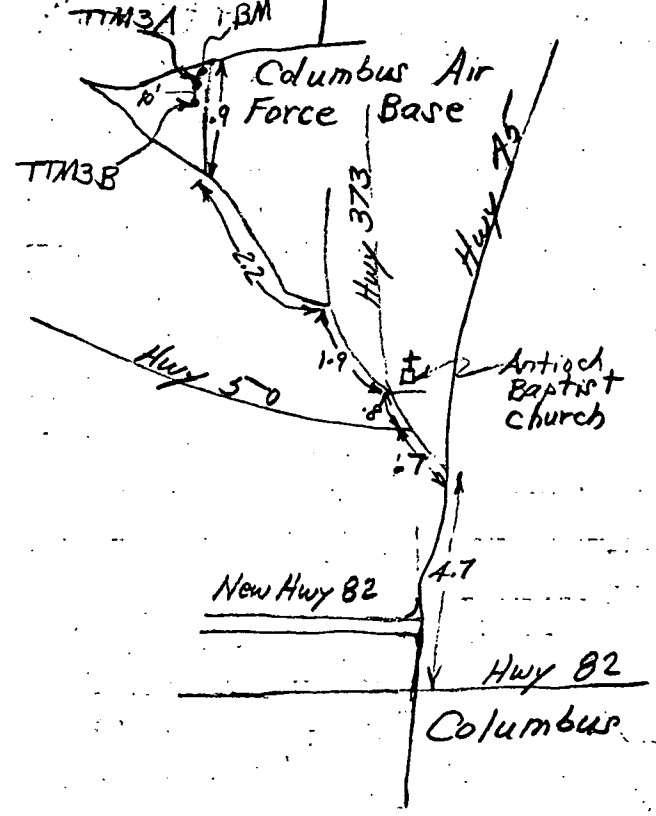 TTM3A
BM
Columbus Air
Force Base
10'
.9
TTM3B
Hwy 45
Hwy 373
2.2
1.9
Hwy 50
Antioch
Baptist
Church
.8
.7
4.7
New Hwy 82
Hwy 82
Columbus